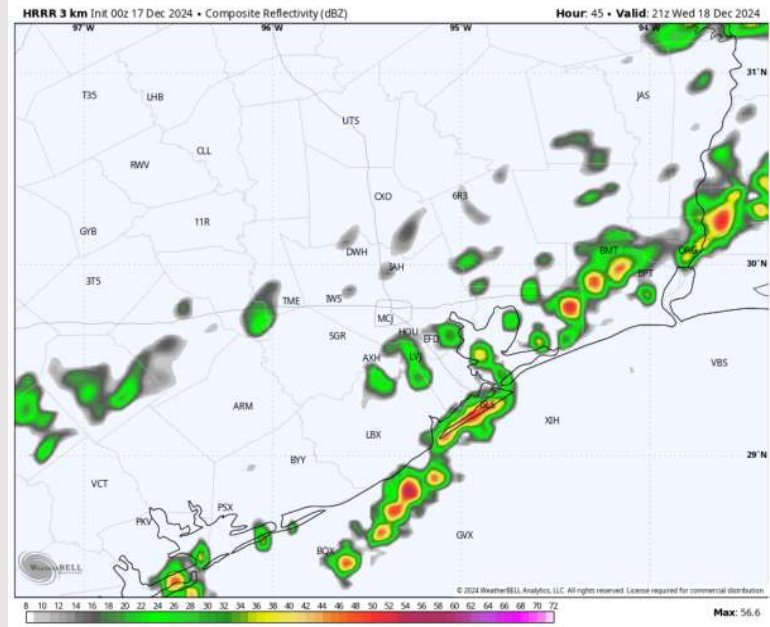 HRRR 3 km Init 00z 17 Dec 2024 • Composite Reflectivity (dBZ)
Hour: 45 • Valid: 21z Wed 18 Dec 2024
97°W 96°W 95°W 94°W
31°N
T35 LHB JAS
UTS
CLL
RWV
CXO 6R3
11R
GYB
DWH BMT ORG
30°N
IAH
3T5 BPT
TME IWS
MCJ
SGR HOU EFD
AXH LVJ VBS
ARM GLS
LBX XIH
29°N
BYY
VCT
PSX
PKV
GVX
BQX
WeatherBELL
© 2024 WeatherBELL Analytics, LLC. All rights reserved. License required for commercial distribution.
8 10 12 14 16 18 20 22 24 26 28 30 32 34 36 38 40 42 44 46 48 50 52 54 56 58 60 62 64 66 68 70 72
Max: 56.6